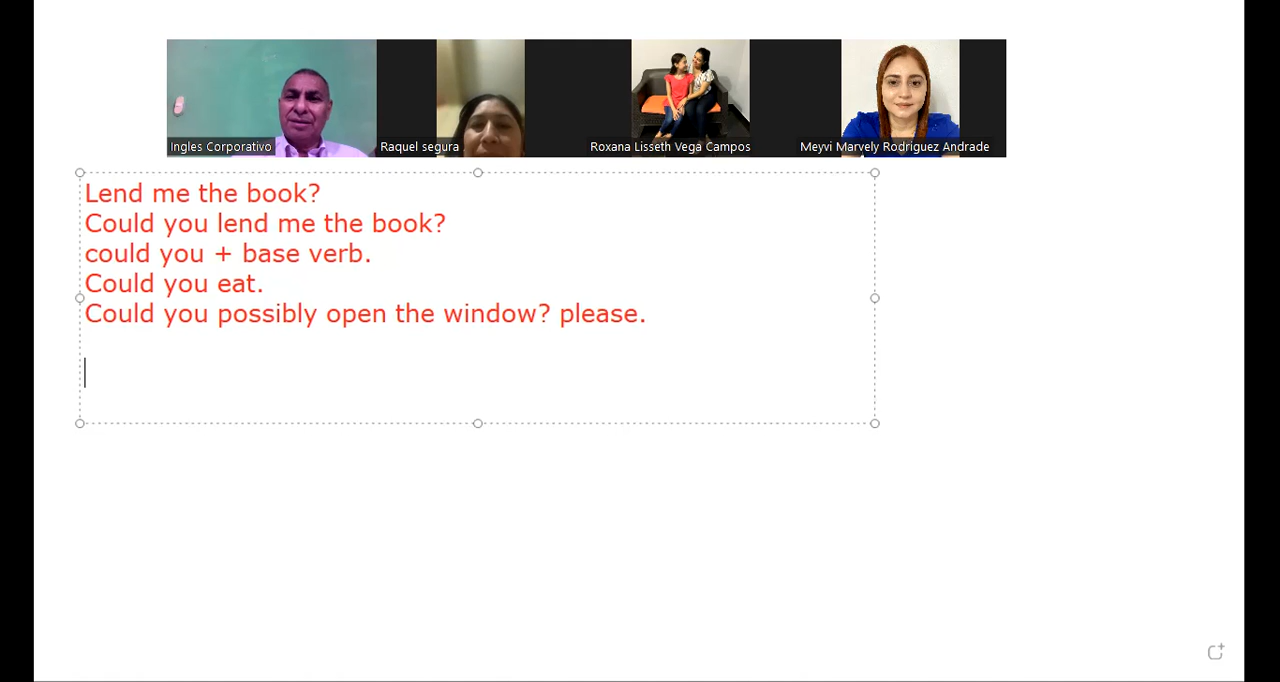 Ingles Corporativo
Raquel segura
Roxana Lisseth Vega Campos
Meyvi Marvely Rodriguez Andrade
Lend me the book?
Could you lend me the book?
could you + base verb.
Could you eat.
Could you possibly open the window? please.